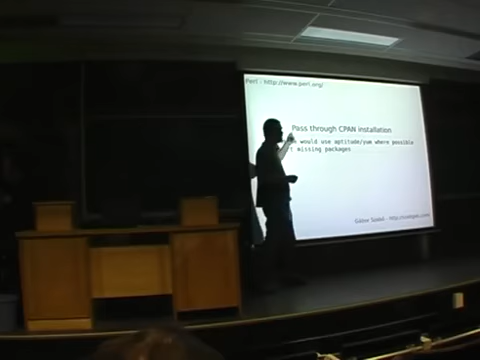 Perl - http://www.perl.org/
Pass through CPAN installation
would use aptitude/yum where possible
missing packages
Gábor Szabó - http://szabgab.com/